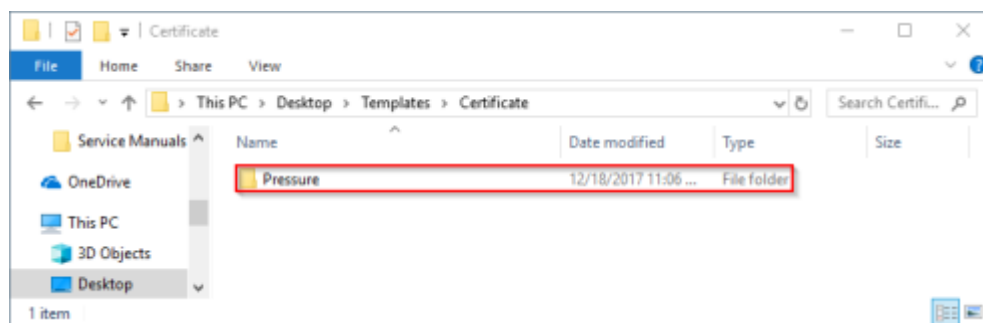 Certificate
File Home Share View
This PC > Desktop > Templates > Certificate Search Certifi...
Service Manuals Name Date modified Type Size
Pressure 12/18/2017 11:06 ... File folder
OneDrive
This PC
3D Objects
Desktop
1 item